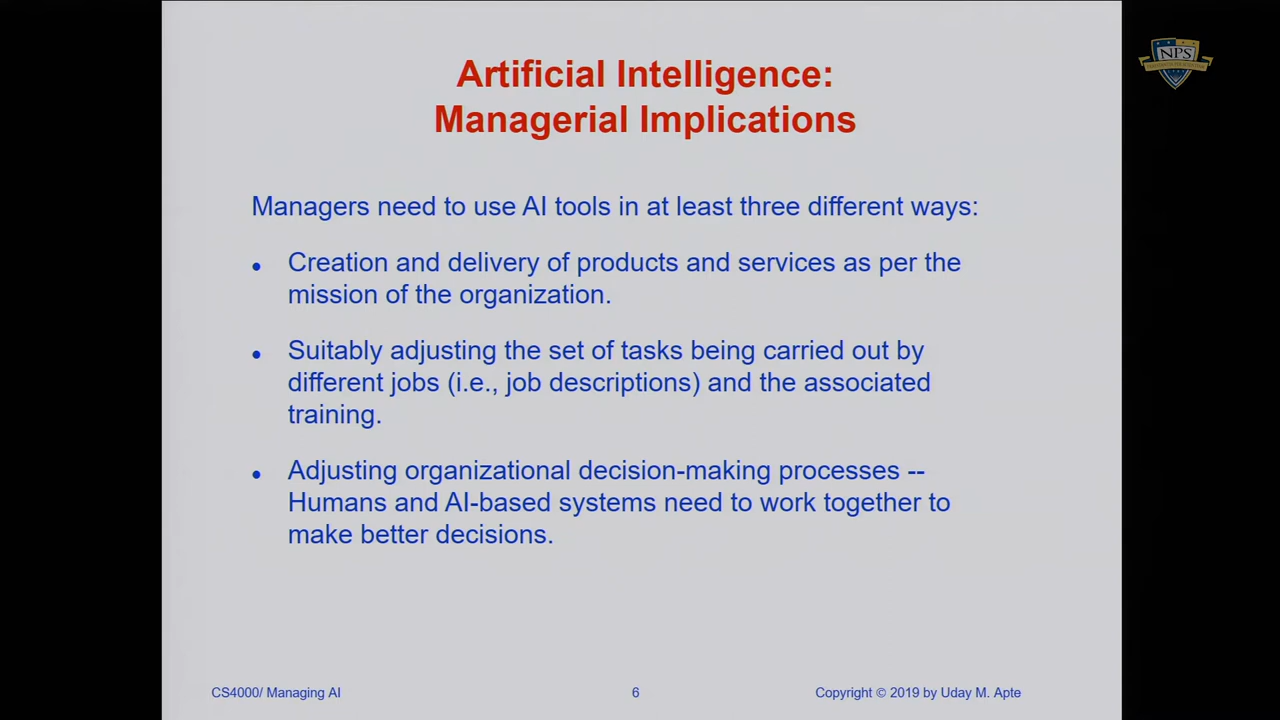 Artificial Intelligence:
Managerial Implications
Managers need to use AI tools in at least three different ways:
• Creation and delivery of products and services as per the
mission of the organization.
• Suitably adjusting the set of tasks being carried out by
different jobs (i.e., job descriptions) and the associated
training.
• Adjusting organizational decision-making processes --
Humans and AI-based systems need to work together to
make better decisions.
CS4000/ Managing AI
6
Copyright © 2019 by Uday M. Apte
NPS